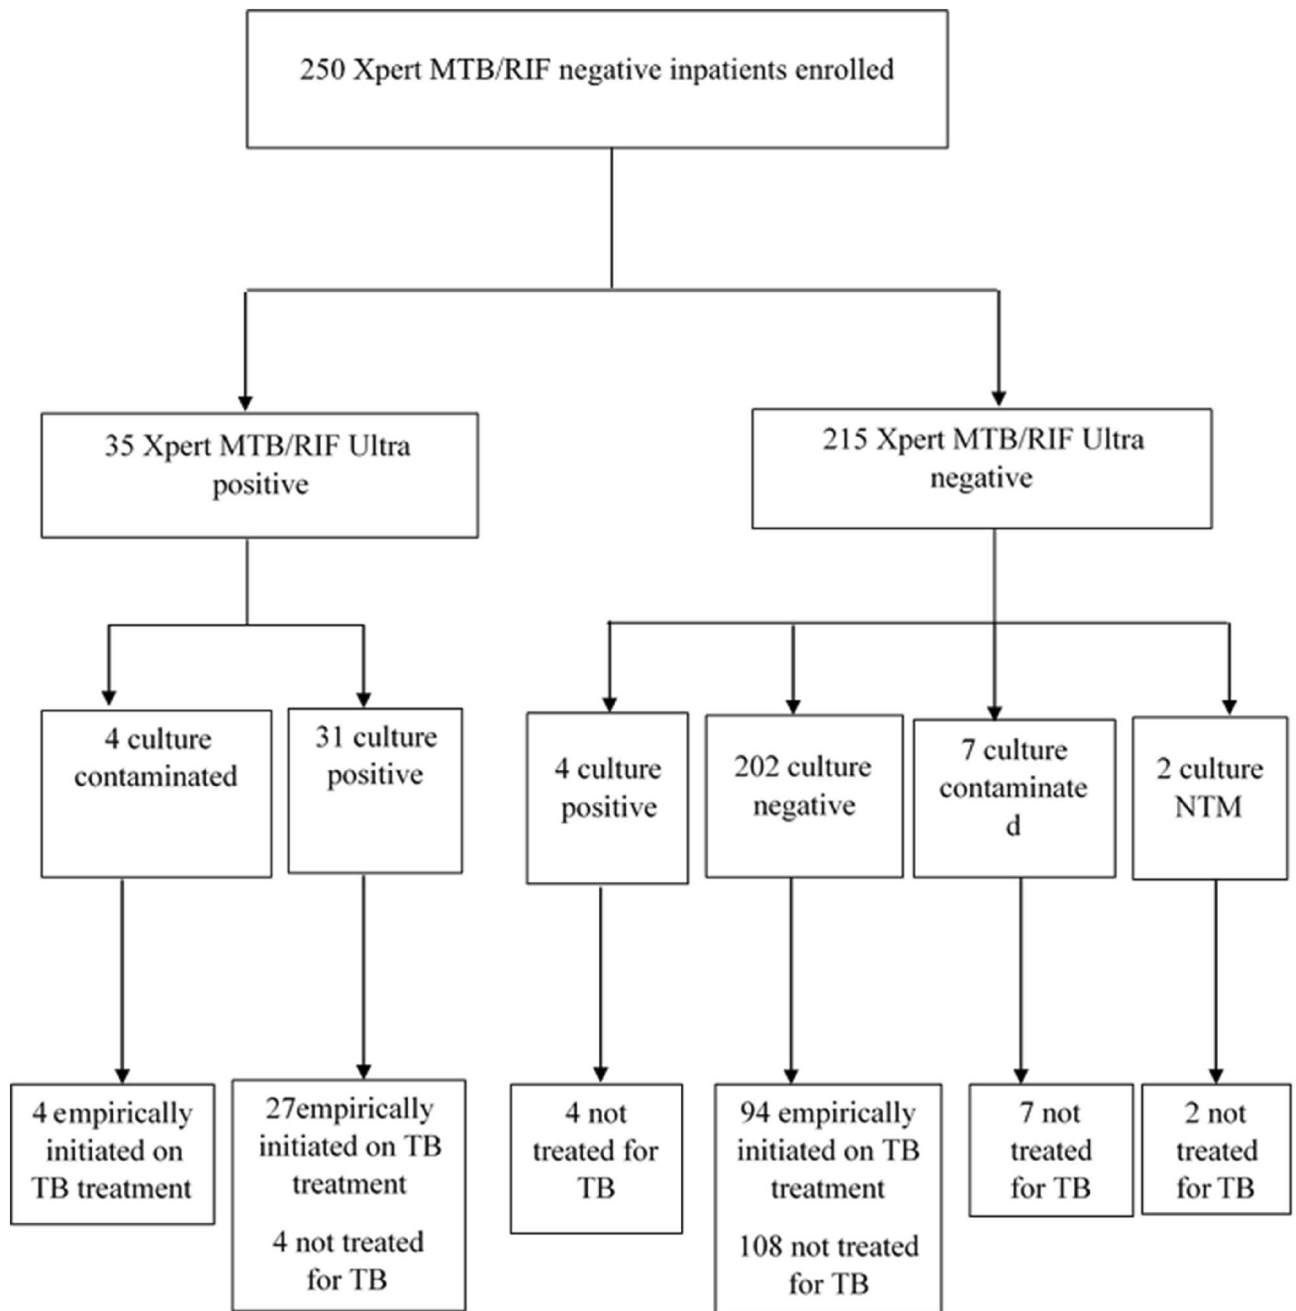 250 Xpert MTB/RIF negative inpatients enrolled
35 Xpert MTB/RIF Ultra
positive
215 Xpert MTB/RIF Ultra
negative
4 culture
contaminated
31 culture
positive
4 culture
positive
202 culture
negative
7 culture
contaminate
d
2 culture
NTM
4 empirically
initiated on
TB treatment
27empirically
initiated on TB
treatment
4 not treated
for TB
4 not
treated for
TB
94 empirically
initiated on TB
treatment
108 not treated
for TB
7 not
treated
for TB
2 not
treated
for TB